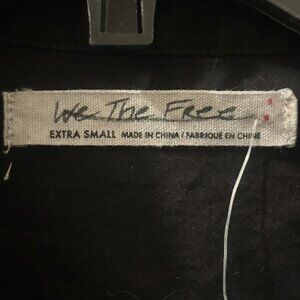 We The Free
EXTRA SMALL MADE IN CHINA / FABRIQUÉ EN CHINE